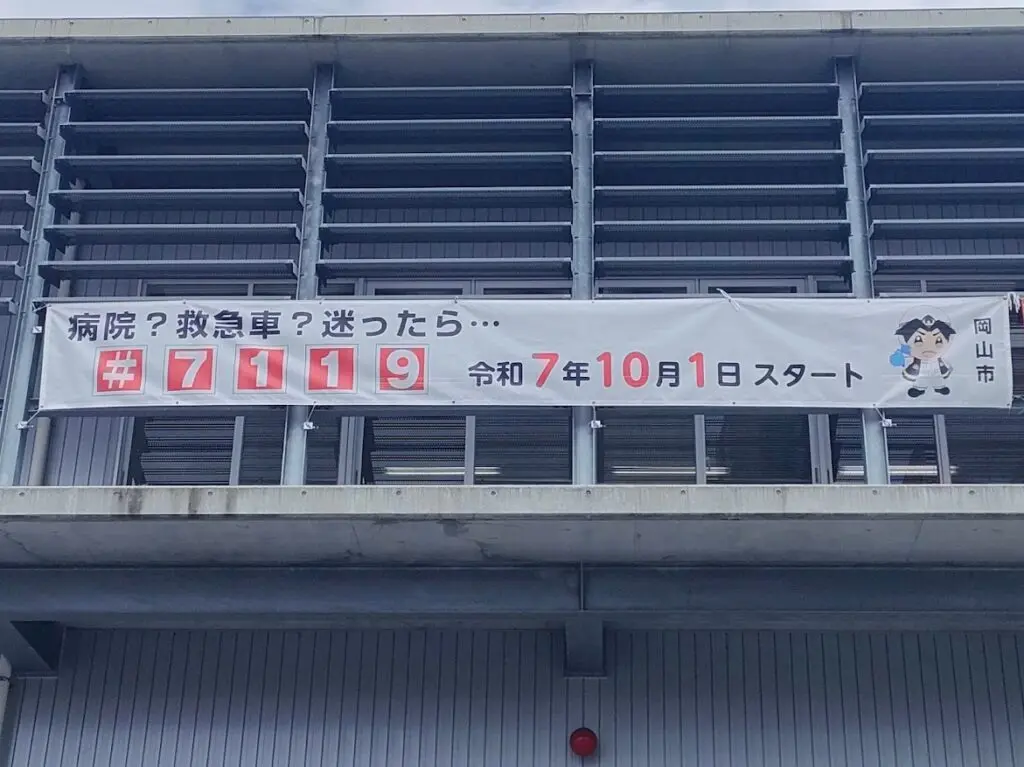 病院？救急車？迷ったら…
#7119
令和7年10月1日スタート
岡山市